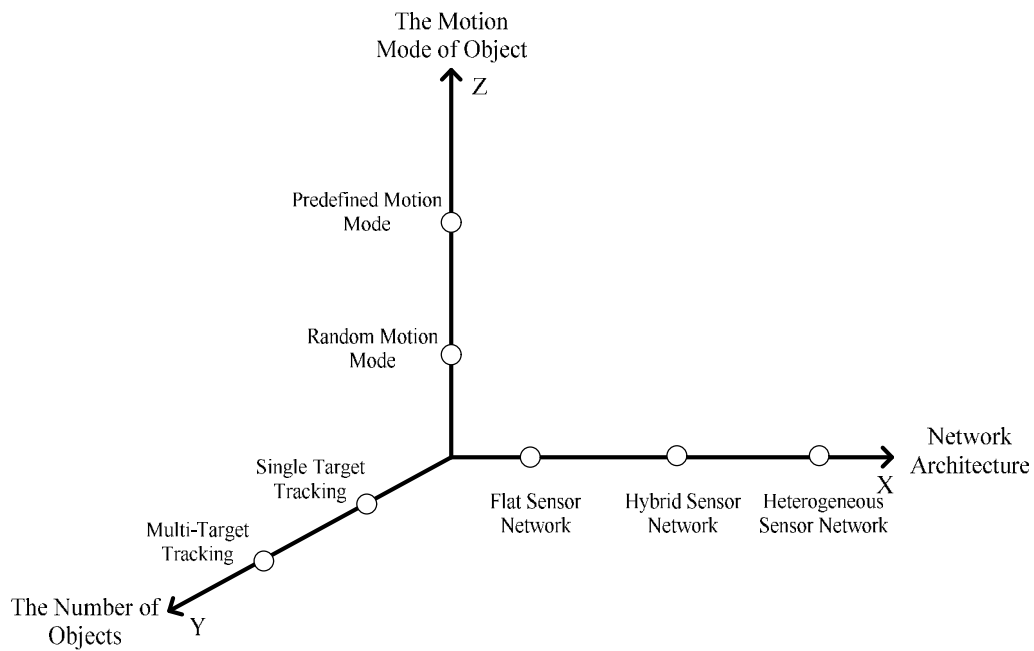 The Motion
Mode of Object
Z
Predefined Motion
Mode
Random Motion
Mode
Single Target
Tracking
Multi-Target
Tracking
The Number of
Objects
Y
Flat Sensor
Network
Hybrid Sensor
Network
Heterogeneous
Sensor Network
X
Network
Architecture